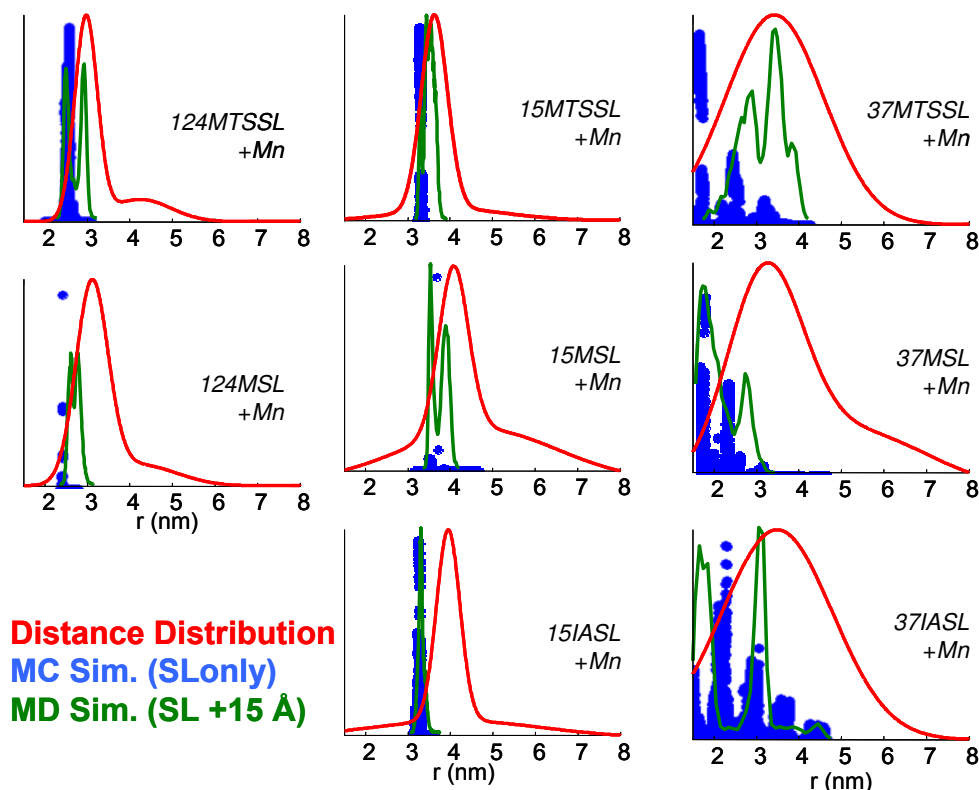 124MTSSL
+Mn
2 3 4 5 6 7 8
15MTSSL
+Mn
2 3 4 5 6 7 8
37MTSSL
+Mn
2 3 4 5 6 7 8
124MSL
+Mn
2 3 4 5 6 7 8
r (nm)
15MSL
+Mn
2 3 4 5 6 7 8
37MSL
+Mn
2 3 4 5 6 7 8
Distance Distribution
MC Sim. (SLonly)
MD Sim. (SL +15 Å)
15IASL
+Mn
2 3 4 5 6 7 8
r (nm)
37IASL
+Mn
2 3 4 5 6 7 8
r (nm)